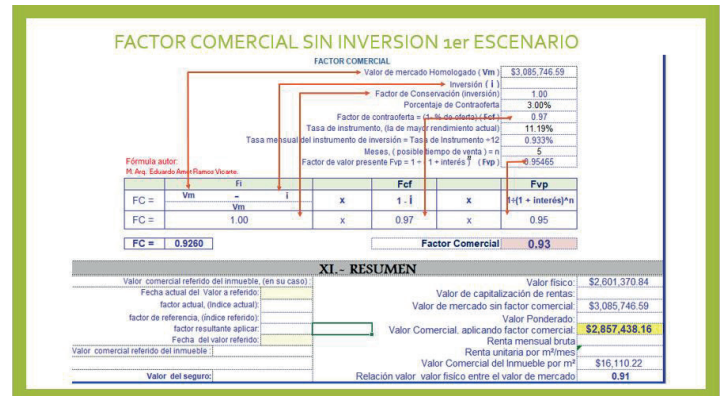 FACTOR COMERCIAL SIN INVERSION 1er ESCENARIO
FACTOR COMERCIAL
Valor de mercado Homologado ( Vm ) $3,085,746.59
Inversión ( i )
Factor de Conservación (inversión) 1.00
Porcentaje de Contraoferta 3.00%
Factor de contraoferta = (1- % de oferta) ( Fcf ) 0.97
Tasa de instrumento, (la de mayor rendimiento actual) 11.19%
Tasa mensual del instrumento de inversión = Tasa de Instrumento ÷12 0.933%
Meses, ( posible tiempo de venta ) = n 5
Factor de valor presente Fvp = 1 ÷ ( 1 + interés )n ( Fvp ) 0.95465
Fórmula autor:
M. Arq. Eduardo Amet Ramos Vicarte.
Fi Fcf Fvp
FC = Vm - i x 1 - i x 1÷(1 + interés)^n
Vm
FC = 1.00 x 0.97 x 0.95
FC = 0.9260 Factor Comercial 0.93
XI.- RESUMEN
Valor comercial referido del inmueble, (en su caso) : Valor físico: $2,601,370.84
Fecha actual del Valor a referido: Valor de capitalización de rentas:
factor actual, (Indice actual): Valor de mercado sin factor comercial: $3,085,746.59
factor de referencia, (índice referido): Valor Ponderado:
factor resultante aplicar: Valor Comercial. aplicando factor comercial: $2,857,438.16
Fecha del valor referido: Renta mensual bruta
Valor comercial referido del inmueble : Renta unitaria por m²/mes
Valor Comercial del Inmueble por m² $16,110.22
Valor del seguro: Relación valor valor fisico entre el valor de mercado 0.91